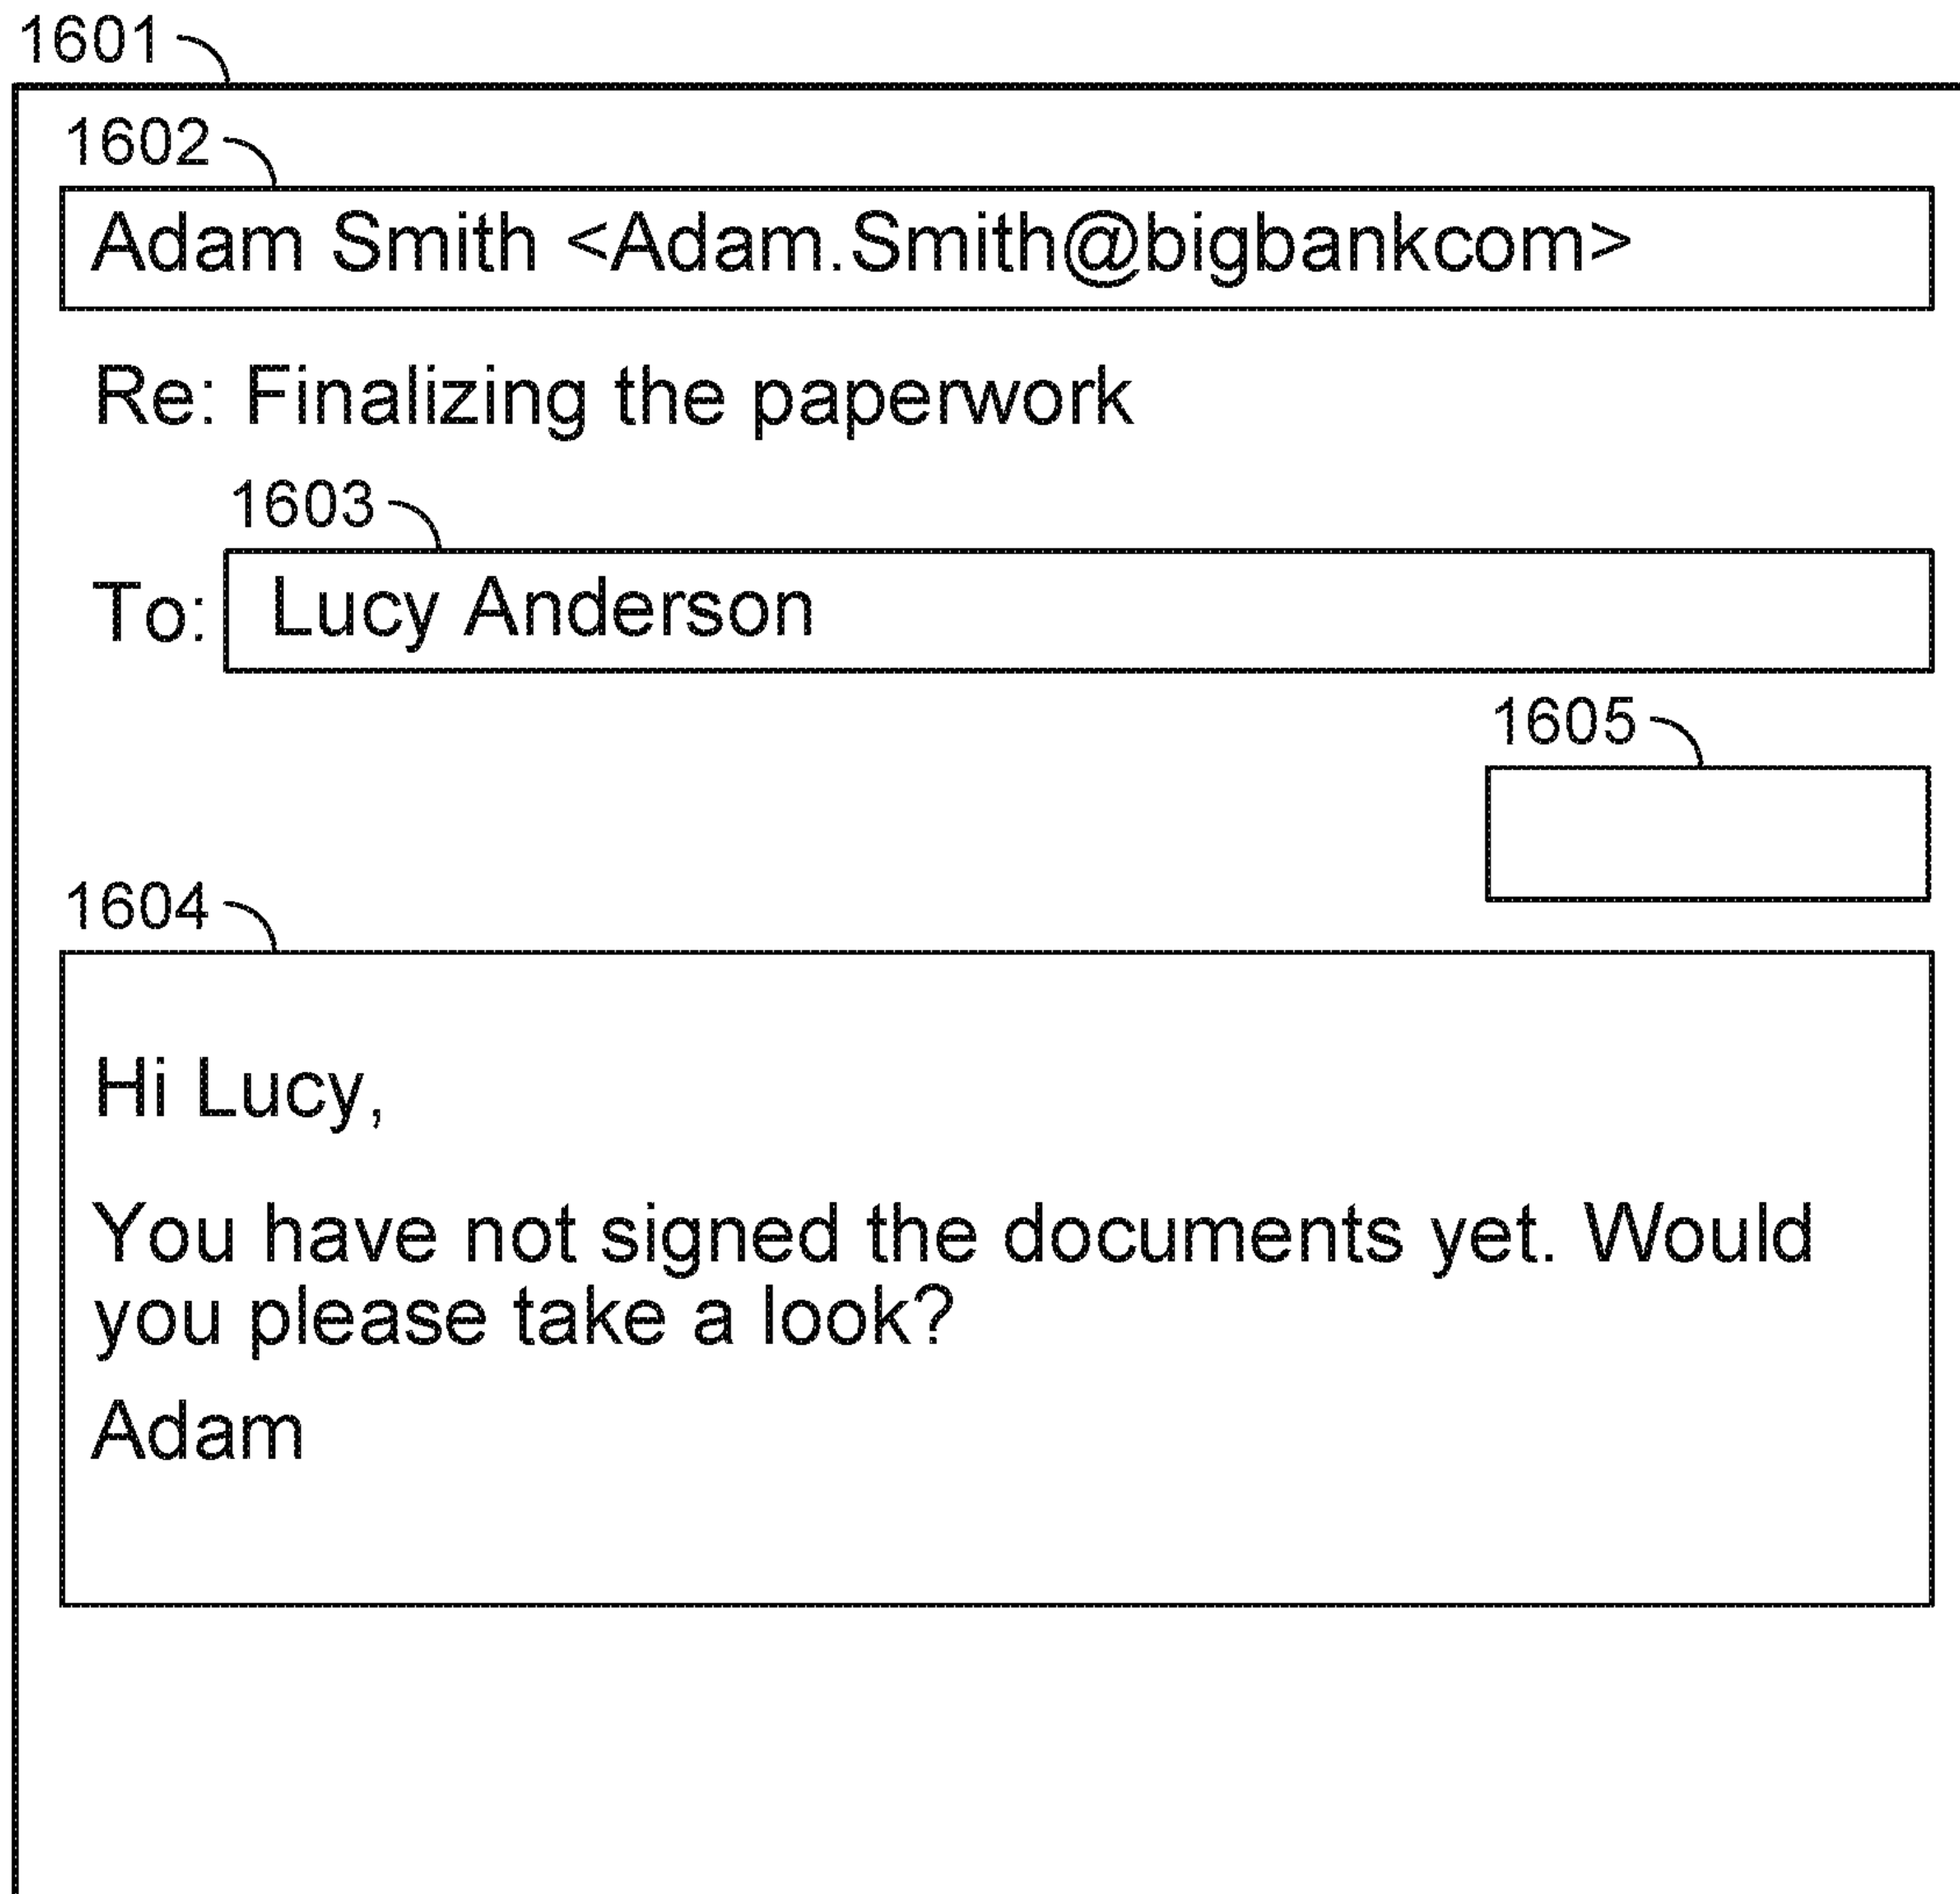 1601
1602
Adam Smith <Adam.Smith@bigbankcom>
Re: Finalizing the paperwork
1603
To: Lucy Anderson
1605
1604
Hi Lucy,
You have not signed the documents yet. Would
you please take a look?
Adam